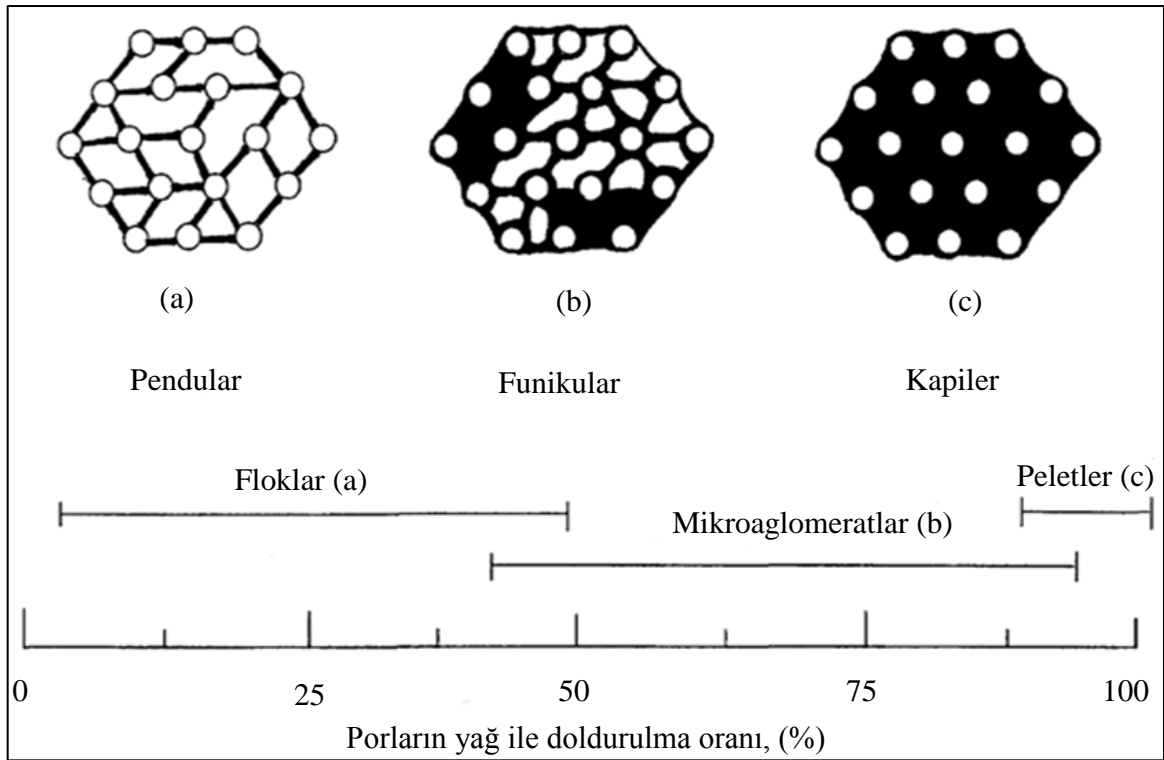 (a) (b) (c)
Pendular Funikular Kapiler
Floklar (a) Peletler (c)
Mikroaglomeratlar (b)
0 25 50 75 100
Porların yağ ile doldurulma oranı, (%)